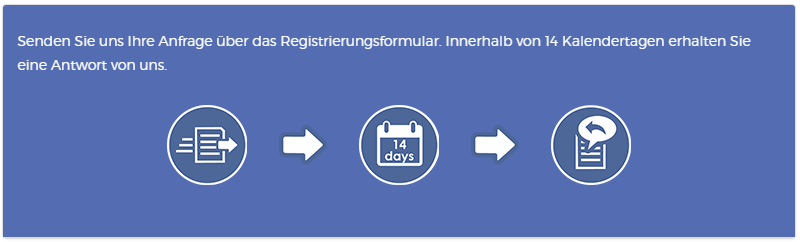 Senden Sie uns Ihre Anfrage über das Registrierungsformular. Innerhalb von 14 Kalendertagen erhalten Sie
eine Antwort von uns.
14
days